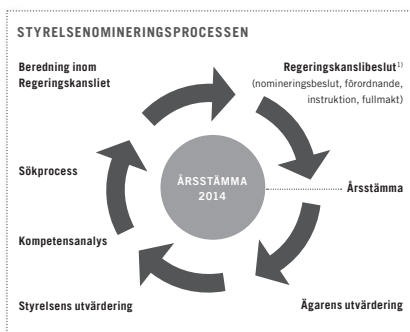 STYRELSENOMINERINGSPROCESSEN
Beredning inom
Regeringskansliet
Regeringskanslibeslut¹⁾
(nomineringsbeslut, förordnande,
instruktion, fullmakt)
Sökprocess
ÅRSSTÄMMA
2014
Årsstämma
Kompetensanalys
Styrelsens utvärdering
Ägarens utvärdering